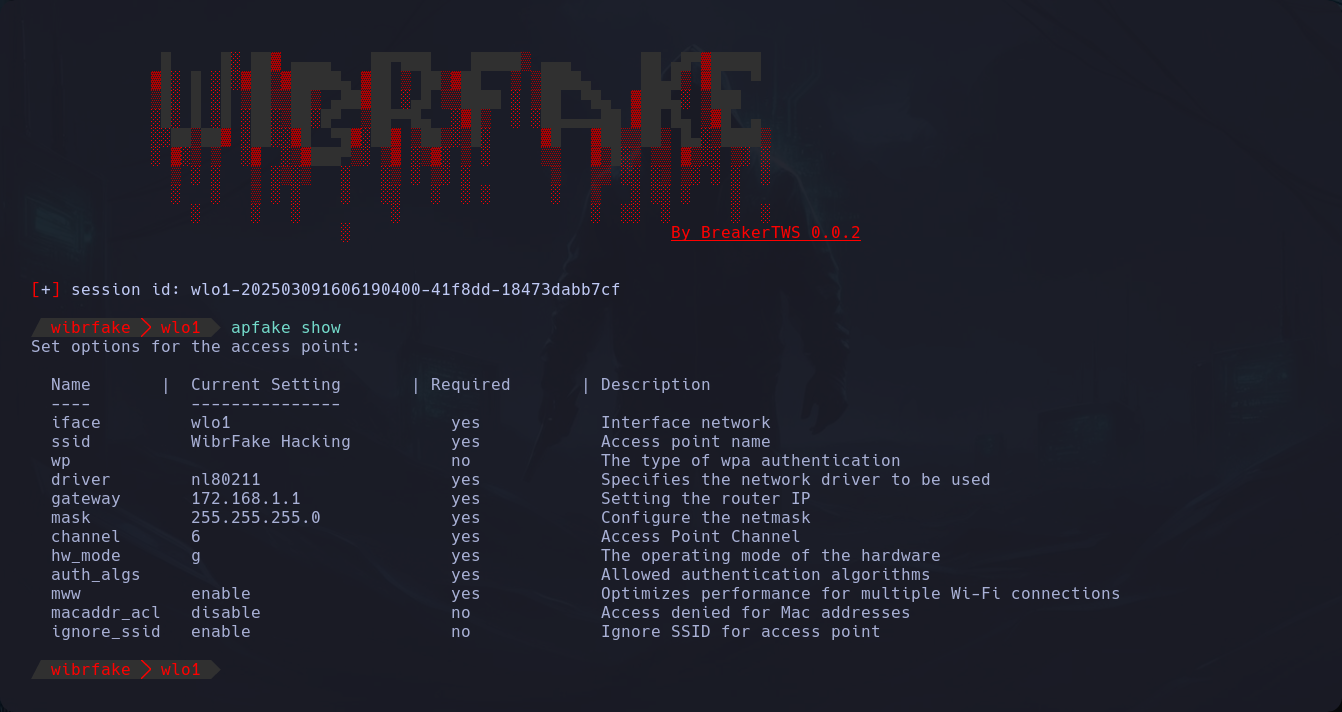 WIBRFAKE
By BreakerTWS 0.0.2
[+] session id: wlo1-202503091606190400-41f8dd-18473dabb7cf
wibrfake > wlo1 apfake show
Set options for the access point:
Name | Current Setting | Required | Description
---- ---------------
iface wlo1 yes Interface network
ssid WibrFake Hacking yes Access point name
wp no The type of wpa authentication
driver nl80211 yes Specifies the network driver to be used
gateway 172.168.1.1 yes Setting the router IP
mask 255.255.255.0 yes Configure the netmask
channel 6 yes Access Point Channel
hw_mode g yes The operating mode of the hardware
auth_algs yes Allowed authentication algorithms
mww enable yes Optimizes performance for multiple Wi-Fi connections
macaddr_acl disable no Access denied for Mac addresses
ignore_ssid enable no Ignore SSID for access point
wibrfake > wlo1